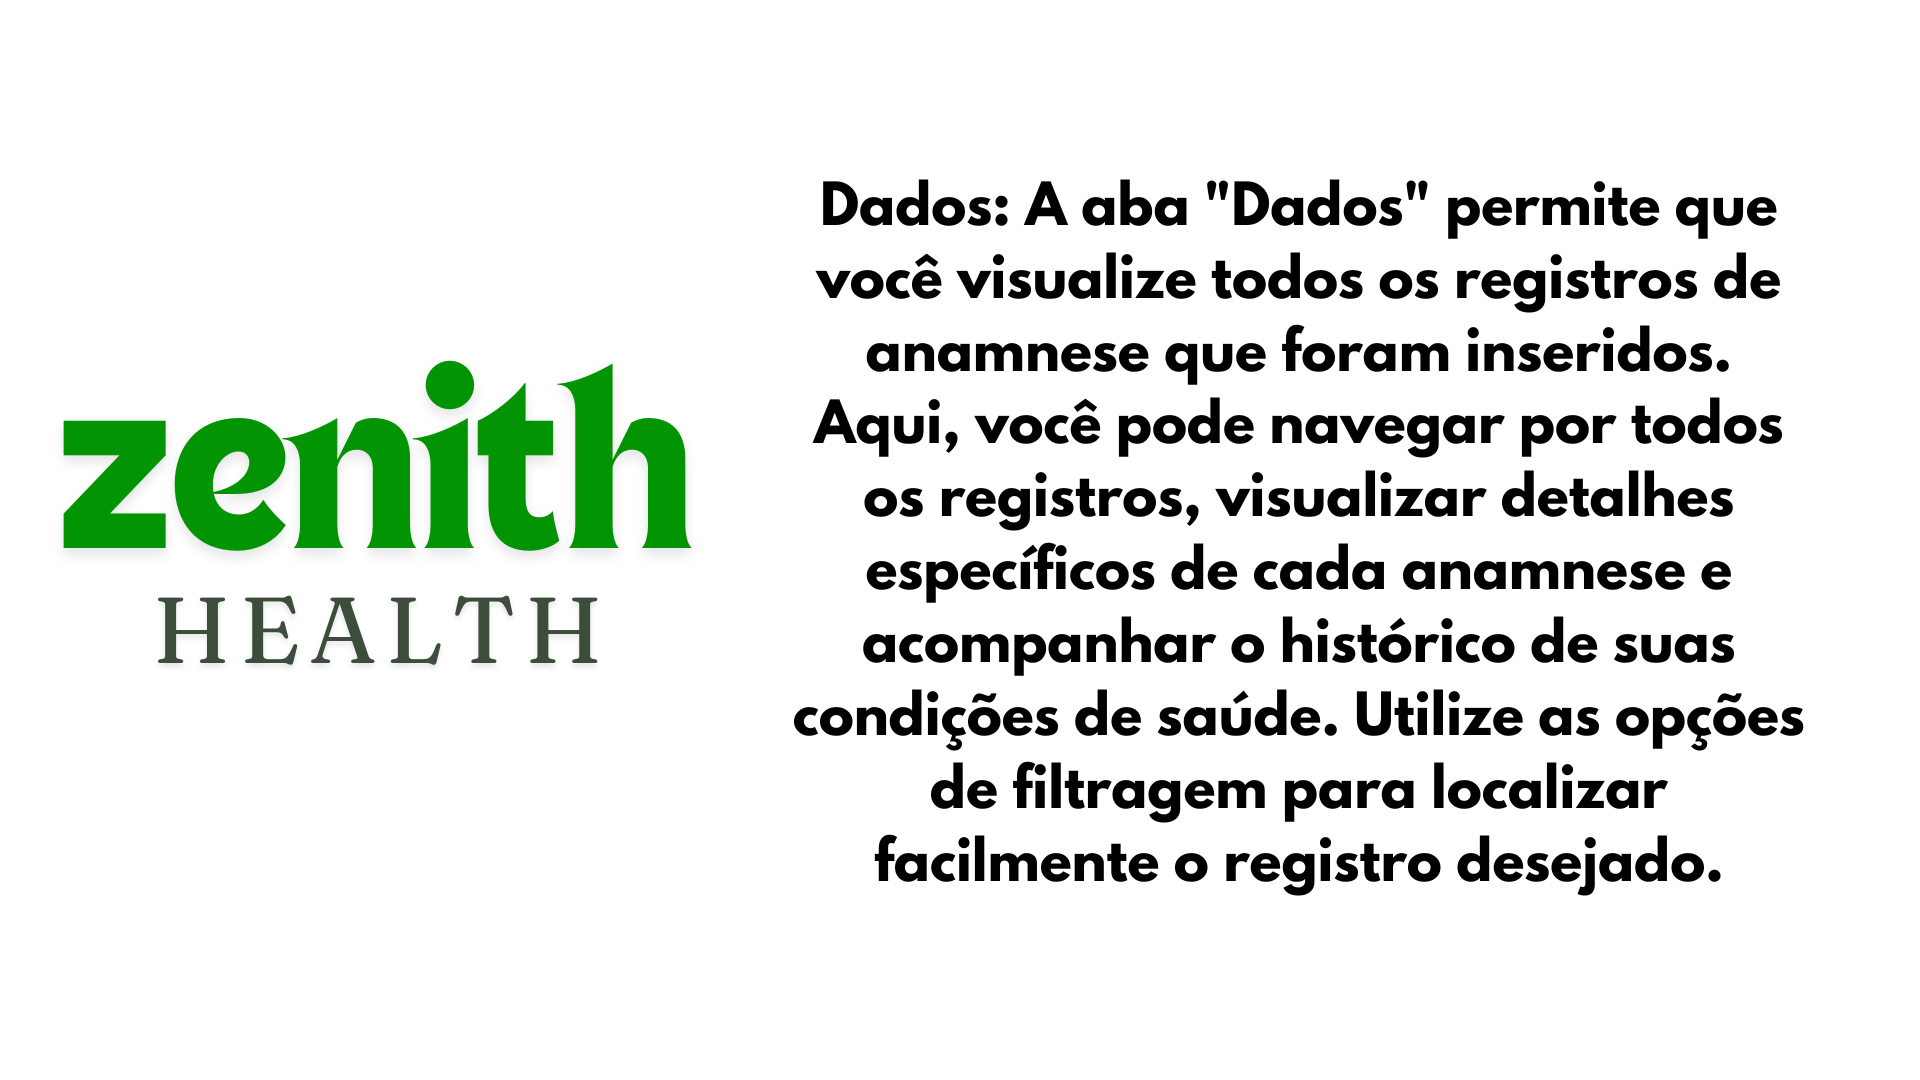 zenith
HEALTH
Dados: A aba "Dados" permite que
você visualize todos os registros de
anamnese que foram inseridos.
Aqui, você pode navegar por todos
os registros, visualizar detalhes
específicos de cada anamnese e
acompanhar o histórico de suas
condições de saúde. Utilize as opções
de filtragem para localizar
facilmente o registro desejado.